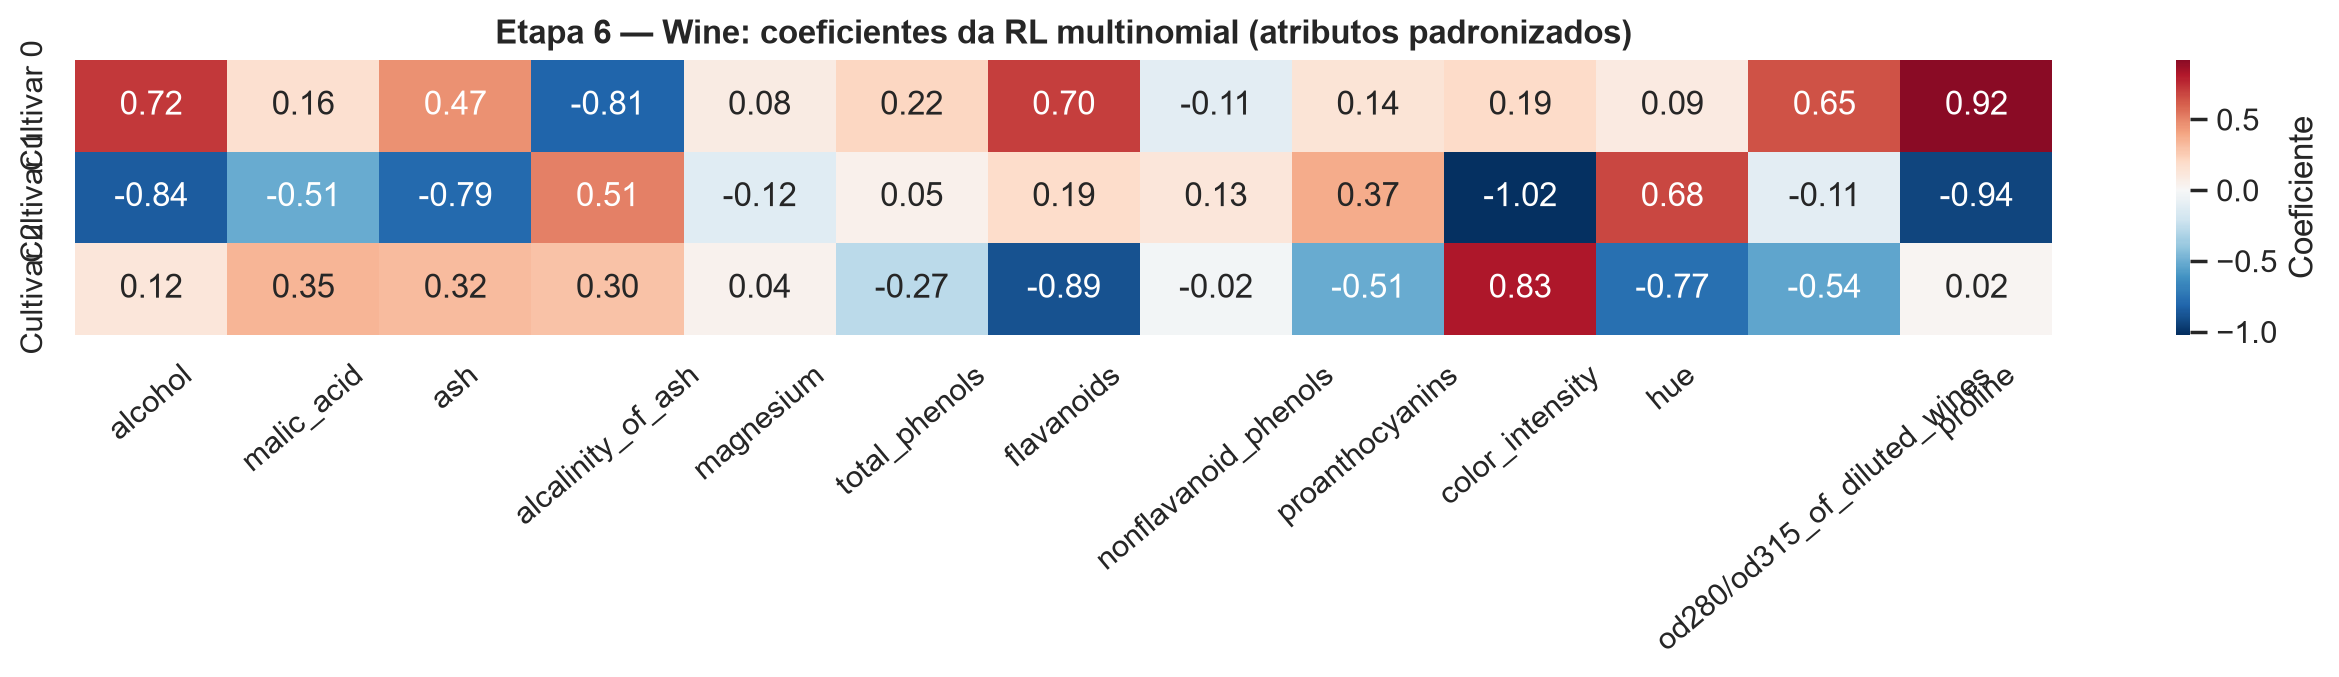 Etapa 6 — Wine: coeficientes da RL multinomial (atributos padronizados)
Cultivar 0
0.72 0.16 0.47 -0.81 0.08 0.22 0.70 -0.11 0.14 0.19 0.09 0.65 0.92
Cultivar 1
-0.84 -0.51 -0.79 0.51 -0.12 0.05 0.19 0.13 0.37 -1.02 0.68 -0.11 -0.94
Cultivar 2
0.12 0.35 0.32 0.30 0.04 -0.27 -0.89 -0.02 -0.51 0.83 -0.77 -0.54 0.02
alcohol
malic_acid
ash
alcalinity_of_ash
magnesium
total_phenols
flavanoids
nonflavanoid_phenols
proanthocyanins
color_intensity
hue
od280/od315_of_diluted_wines
proline
0.5
0.0
−0.5
−1.0
Coeficiente